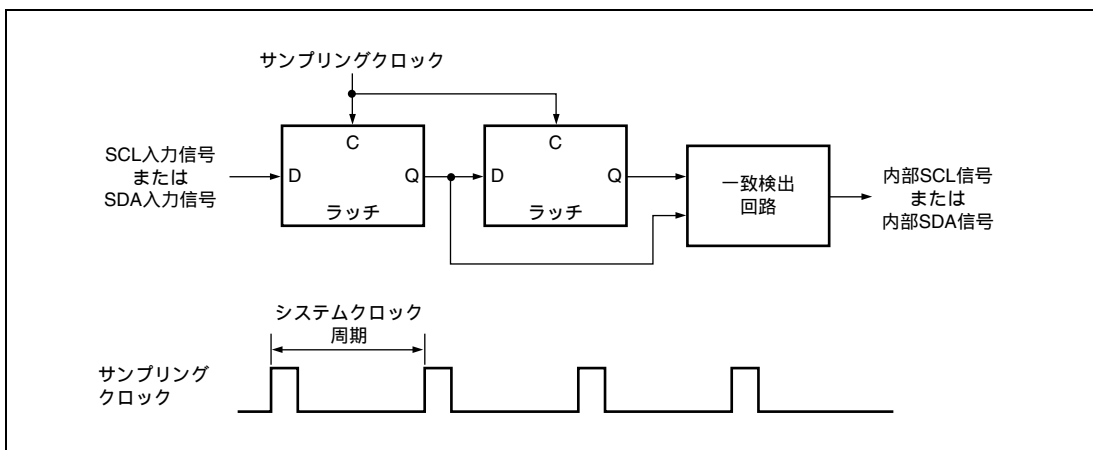 サンプリングクロック
C
C
SCL入力信号
または
SDA入力信号
D
Q
D
Q
ラッチ
ラッチ
一致検出
回路
内部SCL信号
または
内部SDA信号
システムクロック
周期
サンプリング
クロック